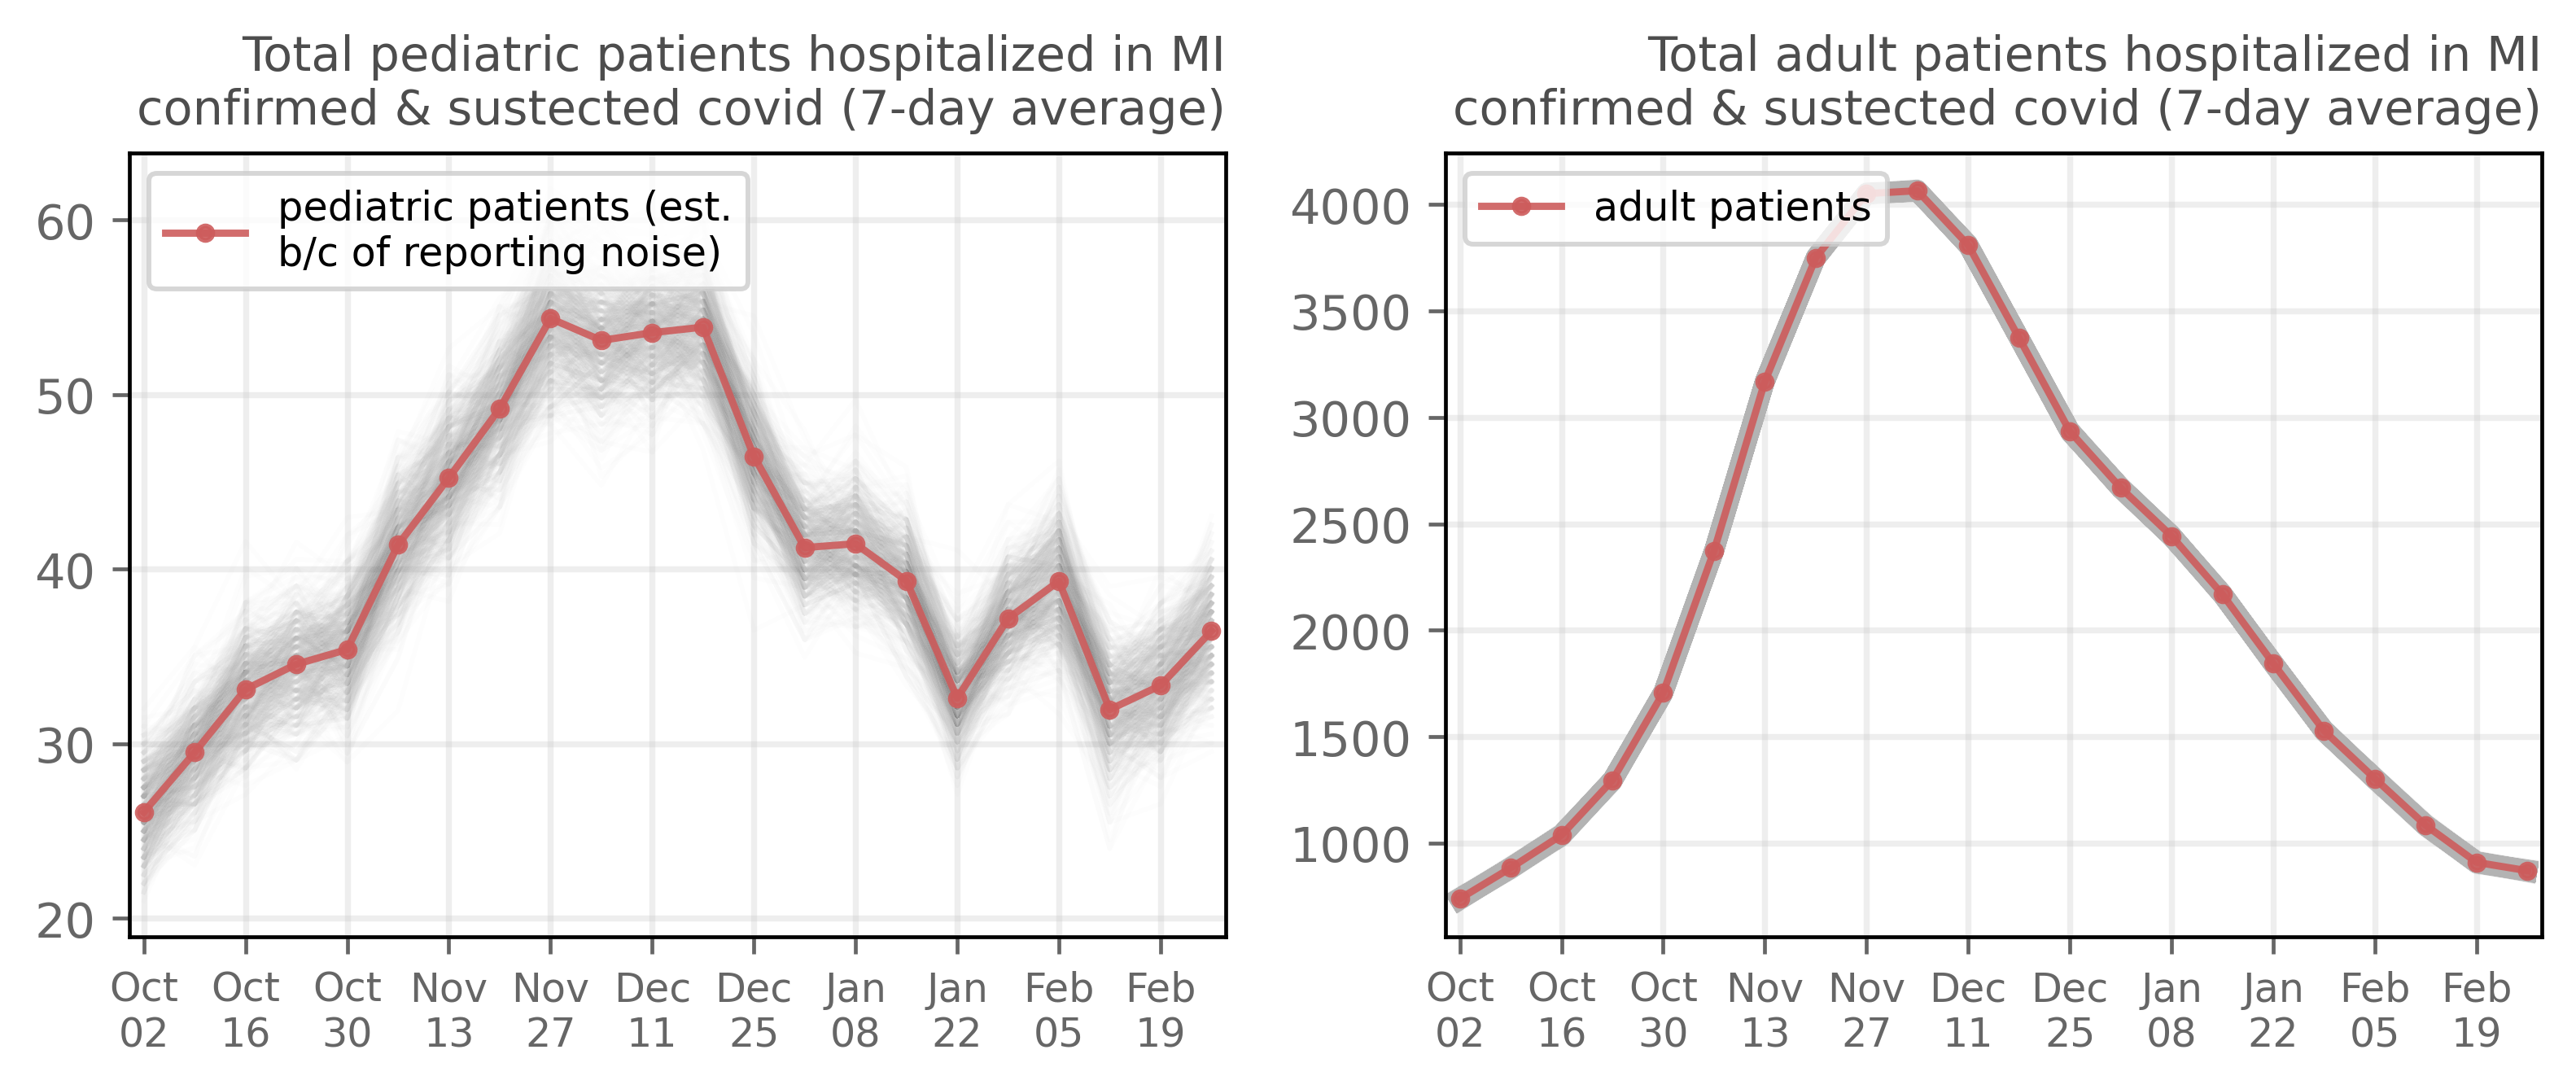 Total pediatric patients hospitalized in MI
confirmed & sustected covid (7-day average)
pediatric patients (est.
b/c of reporting noise)
60
50
40
30
20
Oct Oct Oct Nov Nov Dec Dec Jan Jan Feb Feb
02 16 30 13 27 11 25 08 22 05 19
Total adult patients hospitalized in MI
confirmed & sustected covid (7-day average)
adult patients
4000
3500
3000
2500
2000
1500
1000
Oct Oct Oct Nov Nov Dec Dec Jan Jan Feb Feb
02 16 30 13 27 11 25 08 22 05 19